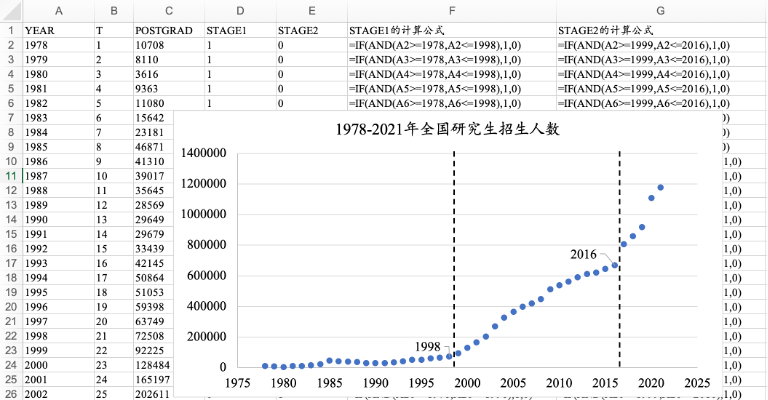 A B C D E F G
1 YEAR T POSTGRAD STAGE1 STAGE2 STAGE1的计算公式 STAGE2的计算公式
2 1978 1 10708 1 0 =IF(AND(A2>=1978,A2<=1998),1,0) =IF(AND(A2>=1999,A2<=2016),1,0)
3 1979 2 8110 1 0 =IF(AND(A3>=1978,A3<=1998),1,0) =IF(AND(A3>=1999,A3<=2016),1,0)
4 1980 3 3616 1 0 =IF(AND(A4>=1978,A4<=1998),1,0) =IF(AND(A4>=1999,A4<=2016),1,0)
5 1981 4 9363 1 0 =IF(AND(A5>=1978,A5<=1998),1,0) =IF(AND(A5>=1999,A5<=2016),1,0)
6 1982 5 11080 1 0 =IF(AND(A6>=1978,A6<=1998),1,0) =IF(AND(A6>=1999,A6<=2016),1,0)
7 1983 6 15642
8 1984 7 23181
9 1985 8 46871
10 1986 9 41310 1,0)
11 1987 10 39017 1,0)
12 1988 11 35645 1,0)
13 1989 12 28569 1,0)
14 1990 13 29649 1,0)
15 1991 14 29679 1,0)
16 1992 15 33439 1,0)
17 1993 16 42145 1,0)
18 1994 17 50864 1,0)
19 1995 18 51053 1,0)
20 1996 19 59398 1,0)
21 1997 20 63749 1,0)
22 1998 21 72508 1,0)
23 1999 22 92225 1,0)
24 2000 23 128484 1,0)
25 2001 24 165197 1,0)
26 2002 25 202611
1978-2021年全国研究生招生人数
1400000
1200000
1000000
800000
600000
400000
200000
0
2016
1998
1975 1980 1985 1990 1995 2000 2005 2010 2015 2020 2025